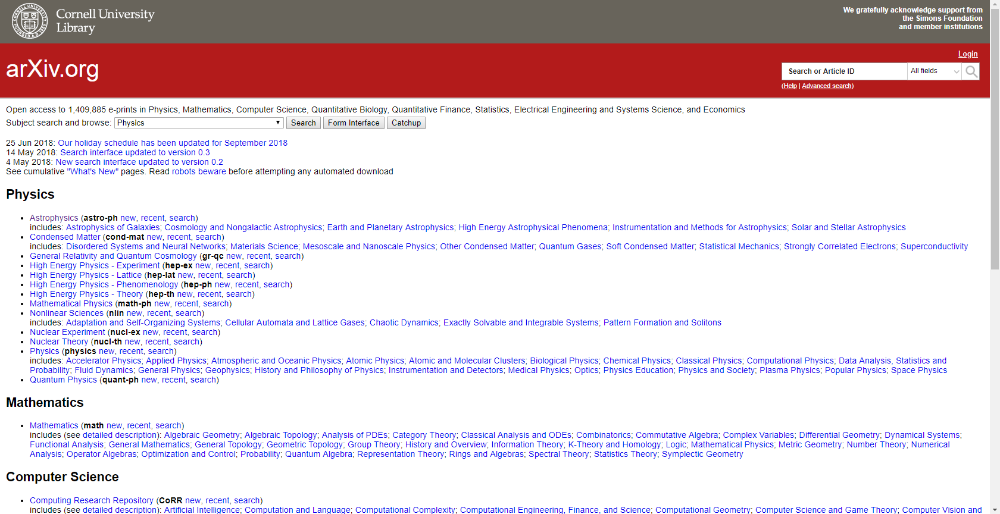 Cornell University
Library
We gratefully acknowledge support from
the Simons Foundation
and member institutions
arXiv.org
Login
Search or Article ID
All fields
(Help | Advanced search)
Open access to 1,409,885 e-prints in Physics, Mathematics, Computer Science, Quantitative Biology, Quantitative Finance, Statistics, Electrical Engineering and Systems Science, and Economics
Subject search and browse: Physics Search Form Interface Catchup
25 Jun 2018: Our holiday schedule has been updated for September 2018
14 May 2018: Search interface updated to version 0.3
4 May 2018: New search interface updated to version 0.2
See cumulative "What's New" pages. Read robots beware before attempting any automated download
Physics
Astrophysics (astro-ph new, recent, search)
includes: Astrophysics of Galaxies; Cosmology and Nongalactic Astrophysics; Earth and Planetary Astrophysics; High Energy Astrophysical Phenomena; Instrumentation and Methods for Astrophysics; Solar and Stellar Astrophysics
Condensed Matter (cond-mat new, recent, search)
includes: Disordered Systems and Neural Networks; Materials Science; Mesoscale and Nanoscale Physics; Other Condensed Matter; Quantum Gases; Soft Condensed Matter; Statistical Mechanics; Strongly Correlated Electrons; Superconductivity
General Relativity and Quantum Cosmology (gr-qc new, recent, search)
High Energy Physics - Experiment (hep-ex new, recent, search)
High Energy Physics - Lattice (hep-lat new, recent, search)
High Energy Physics - Phenomenology (hep-ph new, recent, search)
High Energy Physics - Theory (hep-th new, recent, search)
Mathematical Physics (math-ph new, recent, search)
Nonlinear Sciences (nlin new, recent, search)
includes: Adaptation and Self-Organizing Systems; Cellular Automata and Lattice Gases; Chaotic Dynamics; Exactly Solvable and Integrable Systems; Pattern Formation and Solitons
Nuclear Experiment (nucl-ex new, recent, search)
Nuclear Theory (nucl-th new, recent, search)
Physics (physics new, recent, search)
includes: Accelerator Physics; Applied Physics; Atmospheric and Oceanic Physics; Atomic Physics; Atomic and Molecular Clusters; Biological Physics; Chemical Physics; Classical Physics; Computational Physics; Data Analysis, Statistics and
Probability; Fluid Dynamics; General Physics; Geophysics; History and Philosophy of Physics; Instrumentation and Detectors; Medical Physics; Optics; Physics Education; Physics and Society; Plasma Physics; Popular Physics; Space Physics
Quantum Physics (quant-ph new, recent, search)
Mathematics
Mathematics (math new, recent, search)
includes (see detailed description): Algebraic Geometry; Algebraic Topology; Analysis of PDEs; Category Theory; Classical Analysis and ODEs; Combinatorics; Commutative Algebra; Complex Variables; Differential Geometry; Dynamical Systems;
Functional Analysis; General Mathematics; General Topology; Geometric Topology; Group Theory; History and Overview; Information Theory; K-Theory and Homology; Logic; Mathematical Physics; Metric Geometry; Number Theory; Numerical
Analysis; Operator Algebras; Optimization and Control; Probability; Quantum Algebra; Representation Theory; Rings and Algebras; Spectral Theory; Statistics Theory; Symplectic Geometry
Computer Science
Computing Research Repository (CoRR new, recent, search)
includes (see detailed description): Artificial Intelligence; Computation and Language; Computational Complexity; Computational Engineering, Finance, and Science; Computational Geometry; Computer Science and Game Theory; Computer Vision and